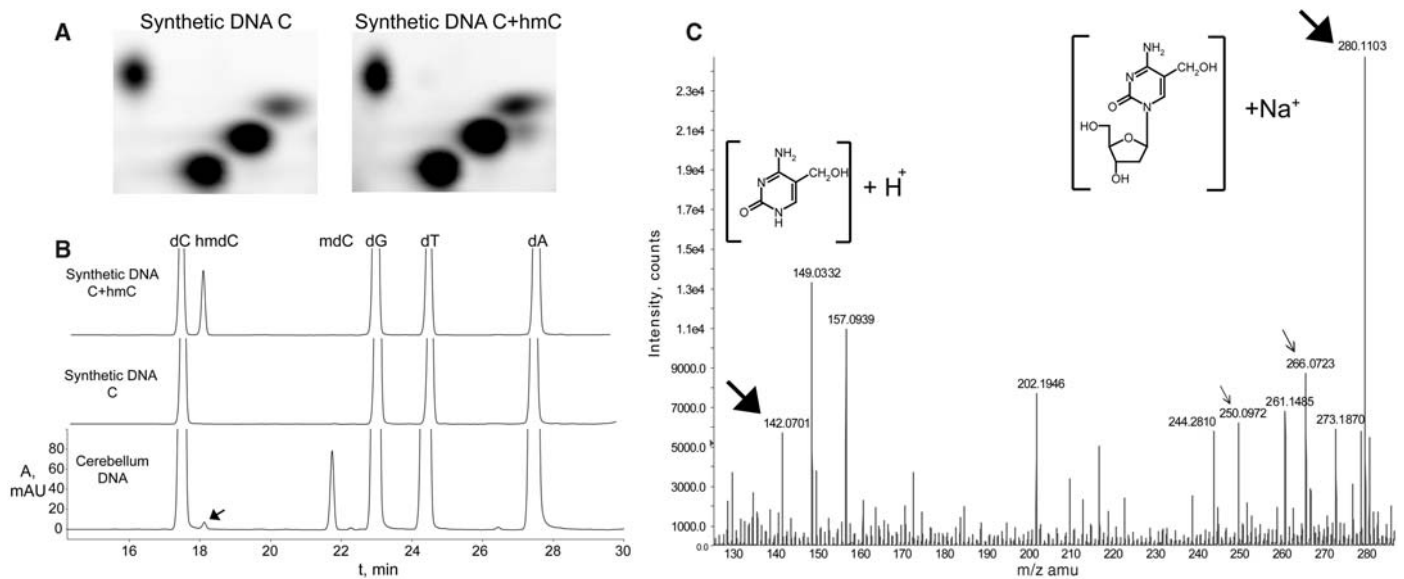 A
Synthetic DNA C
Synthetic DNA C+hmC
B
dC hmdC
mdC
dG
dT
dA
Synthetic DNA
C+hmC
Synthetic DNA
C
Cerebellum
DNA
A,
mAU
80
60
40
20
0
16
18
20
22
24
26
28
30
t, min
C
280.1103
NH2
CH2OH
N
O
N
HO
O
OH
+Na+
NH2
CH2OH
N
O
N
H
+ H+
2.3e4
2.1e4
1.9e4
1.7e4
1.5e4
1.3e4
1.1e4
9000.0
7000.0
5000.0
3000.0
1000.0
0.0
Intensity, counts
149.0332
157.0939
142.0701
202.1946
244.2810
250.0972
261.1485
266.0723
273.1870
130
140
150
160
170
180
190
200
210
220
230
240
250
260
270
280
m/z amu